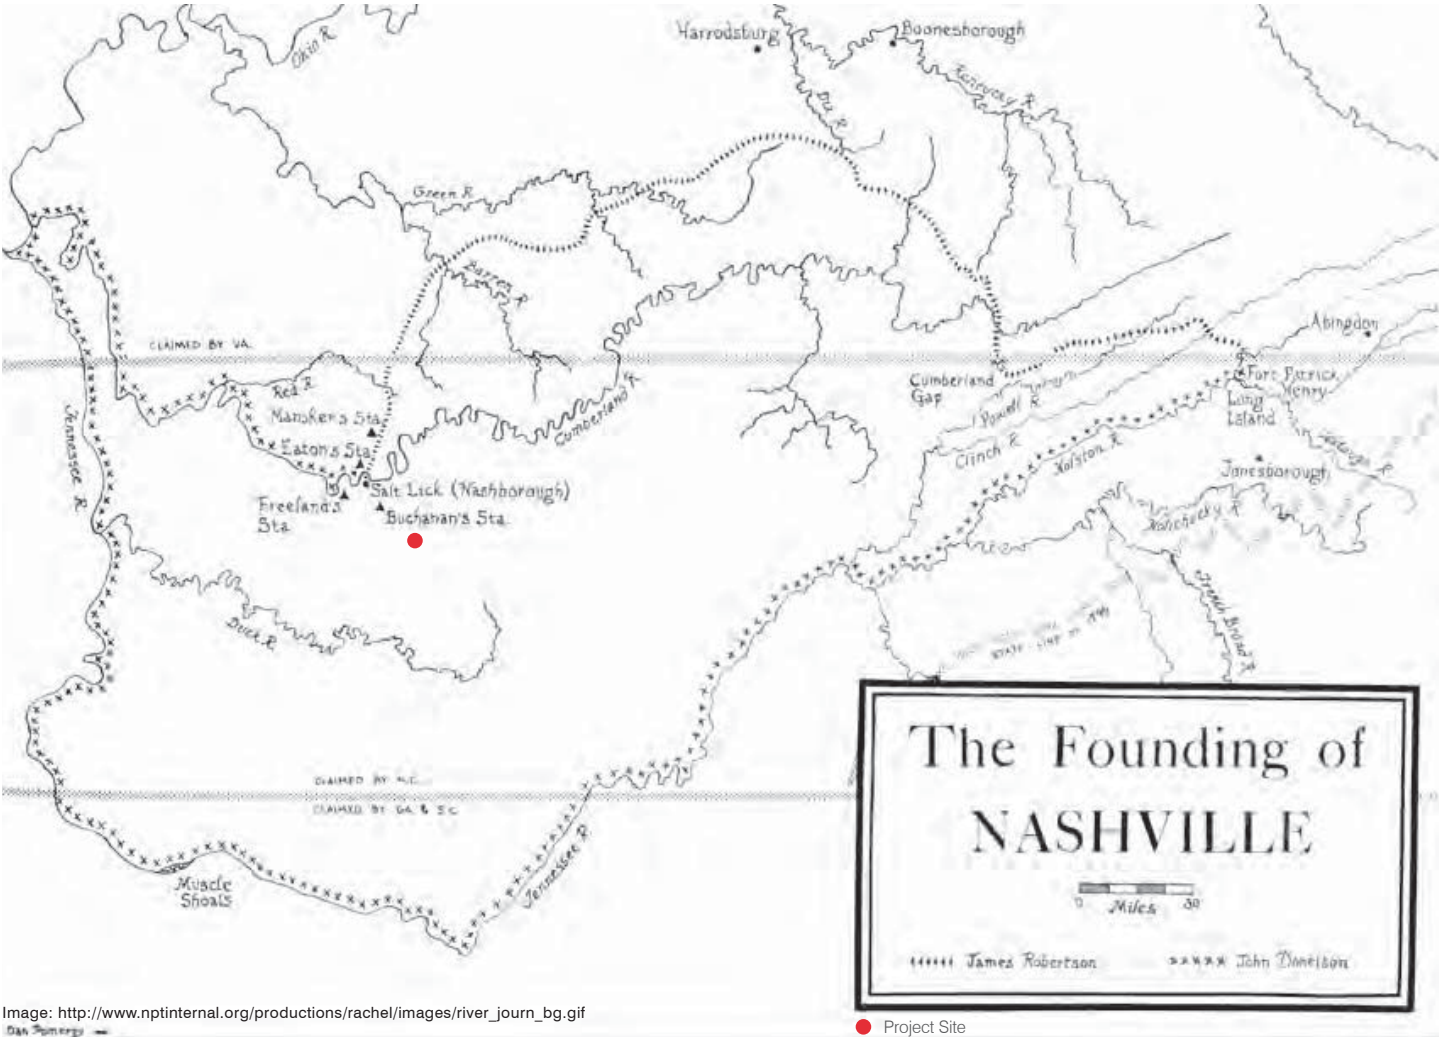 Ohio R.
Harrodsburg
Boonesborough
Kentucky R.
Dix R.
Green R.
Barren R.
CLAIMED BY VA.
Abingdon
Cumberland
Gap
Fort Patrick
Henry
Long
Island
Powell R.
Clinch R.
Holston R.
Jonesborough
Watauga R.
Nolichucky R.
Red R.
Mansker's Sta.
Eaton's Sta.
Cumberland R.
Tennessee R.
Freeland's
Sta.
Salt Lick (Nashborough)
Buchanan's Sta.
Duck R.
French Broad R.
CLAIMED BY N.C.
CLAIMED BY GA. & S.C.
Muscle
Shoals
Tennessee R.
The Founding of
NASHVILLE
0 30
Miles
James Robertson
John Donelson
Image: http://www.nptinternal.org/productions/rachel/images/river_journ_bg.gif
Project Site